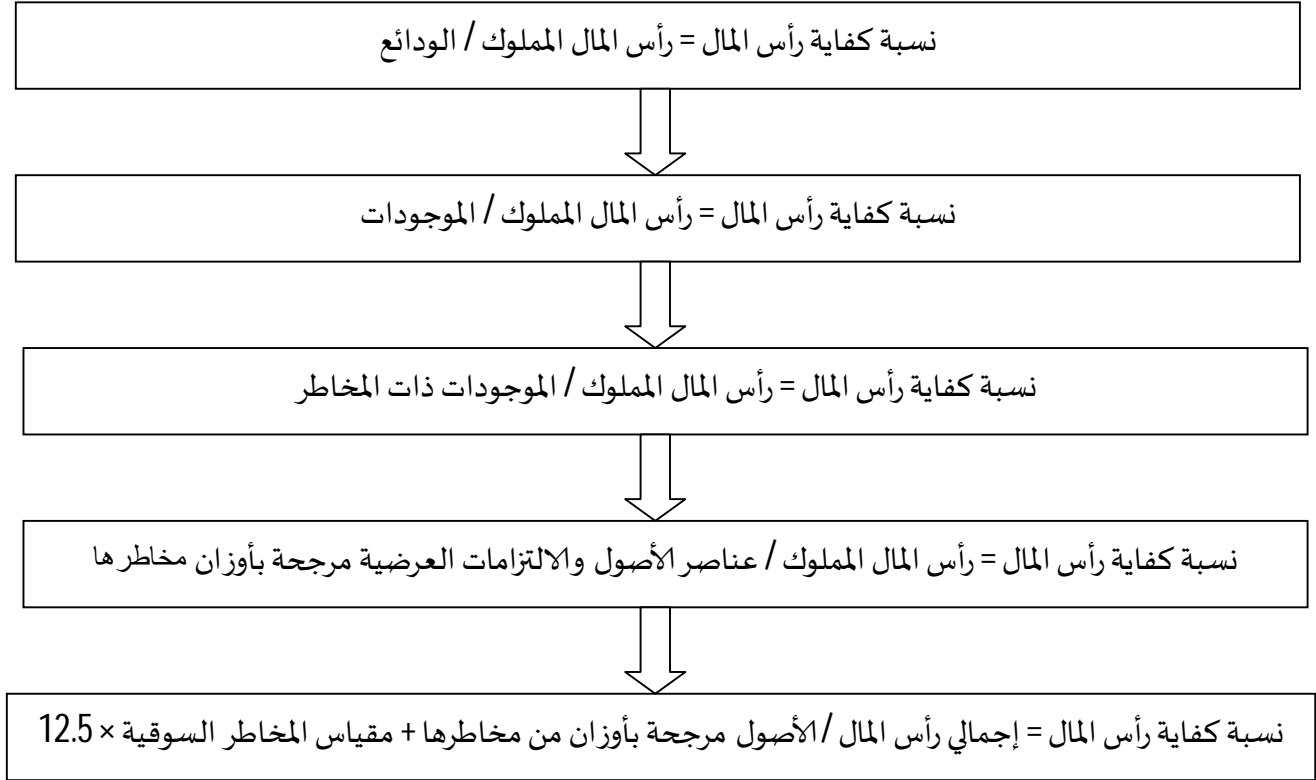 نسبة كفاية رأس المال = رأس المال المملوك / الودائع
نسبة كفاية رأس المال = رأس المال المملوك / الموجودات
نسبة كفاية رأس المال = رأس المال المملوك / الموجودات ذات المخاطر
نسبة كفاية رأس المال = رأس المال المملوك / عناصر الأصول والالتزامات العرضية مرجحة بأوزان مخاطرها
نسبة كفاية رأس المال = إجمالي رأس المال / الأصول مرجحة بأوزان من مخاطرها + مقياس المخاطر السوقية × 12.5